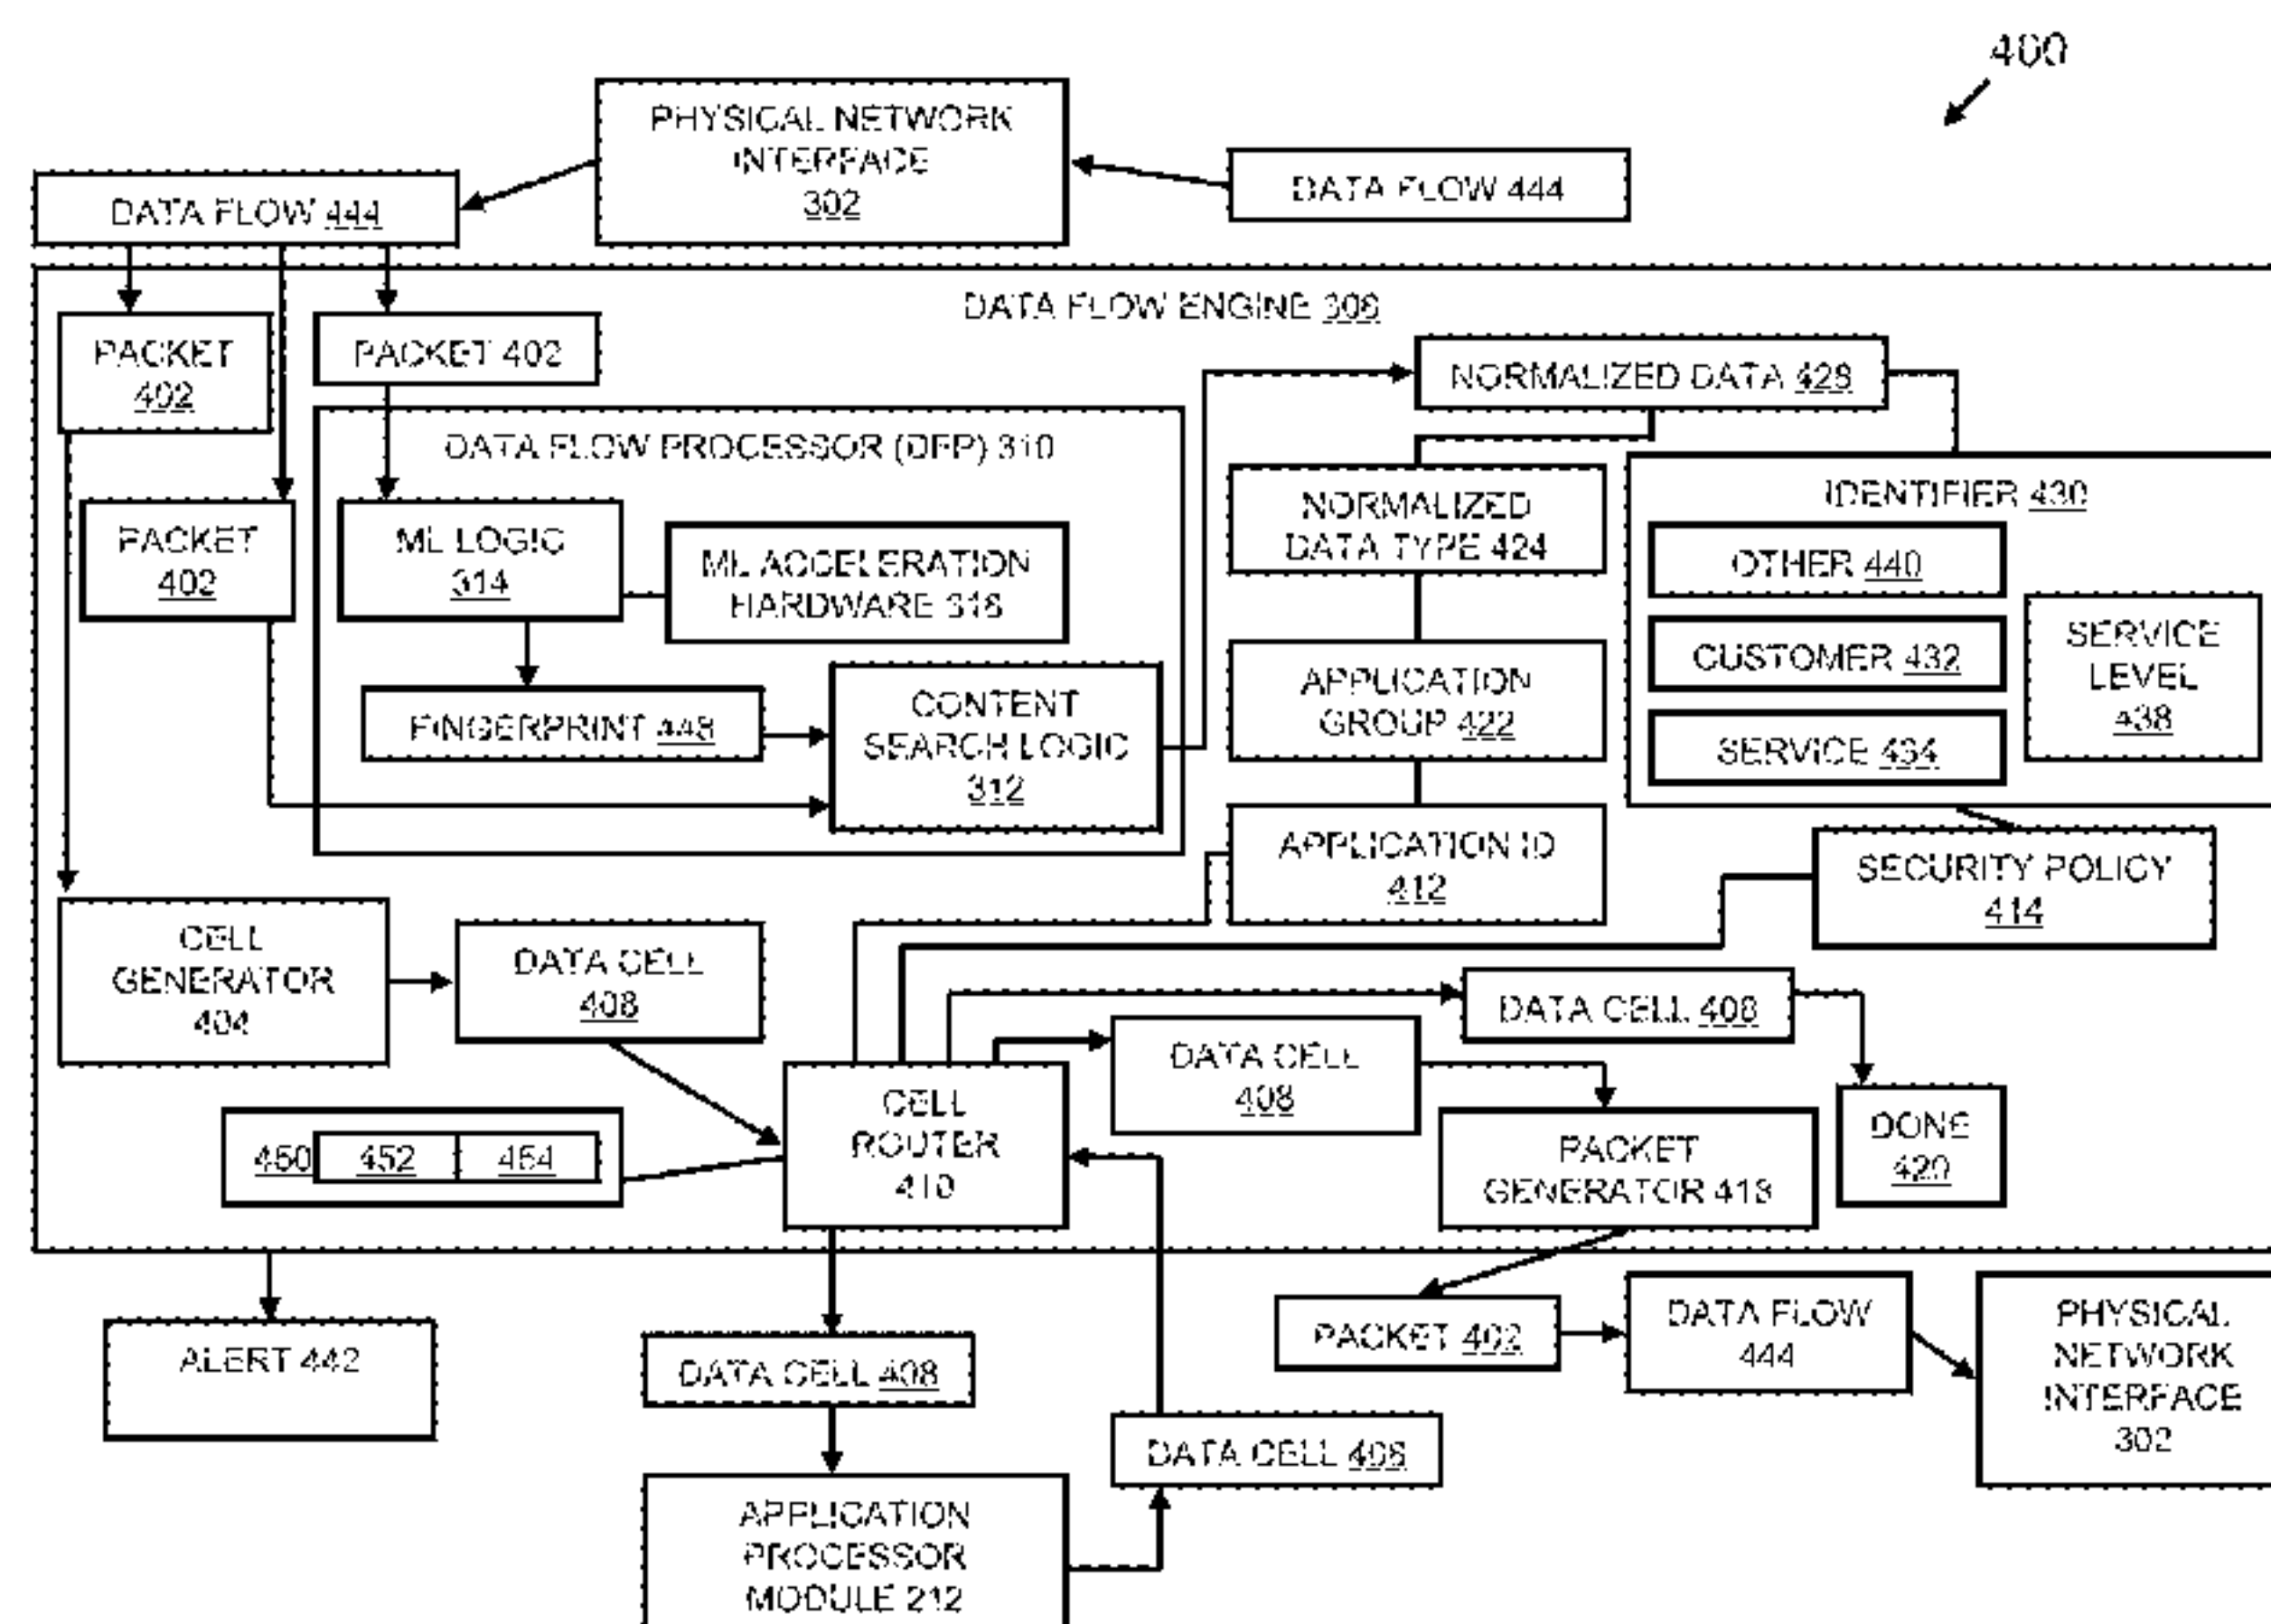 400
PHYSICAL NETWORK
INTERFACE
302
DATA FLOW 444
DATA FLOW 444
DATA FLOW ENGINE 306
PACKET
402
PACKET 402
NORMALIZED DATA 428
DATA FLOW PROCESSOR (DFP) 310
PACKET
402
ML LOGIC
314
ML ACCELERATION
HARDWARE 316
FINGERPRINT 448
CONTENT
SEARCH LOGIC
312
NORMALIZED
DATA TYPE 424
APPLICATION
GROUP 422
APPLICATION ID
412
IDENTIFIER 430
OTHER 440
CUSTOMER 432
SERVICE 434
SERVICE
LEVEL
438
SECURITY POLICY
414
CELL
GENERATOR
404
DATA CELL
408
DATA CELL 408
DATA CELL
408
CELL
ROUTER
410
450 452 454
PACKET
GENERATOR 418
DONE
420
ALERT 442
DATA CELL 408
PACKET 402
DATA FLOW
444
PHYSICAL
NETWORK
INTERFACE
302
DATA CELL 408
APPLICATION
PROCESSOR
MODULE 212